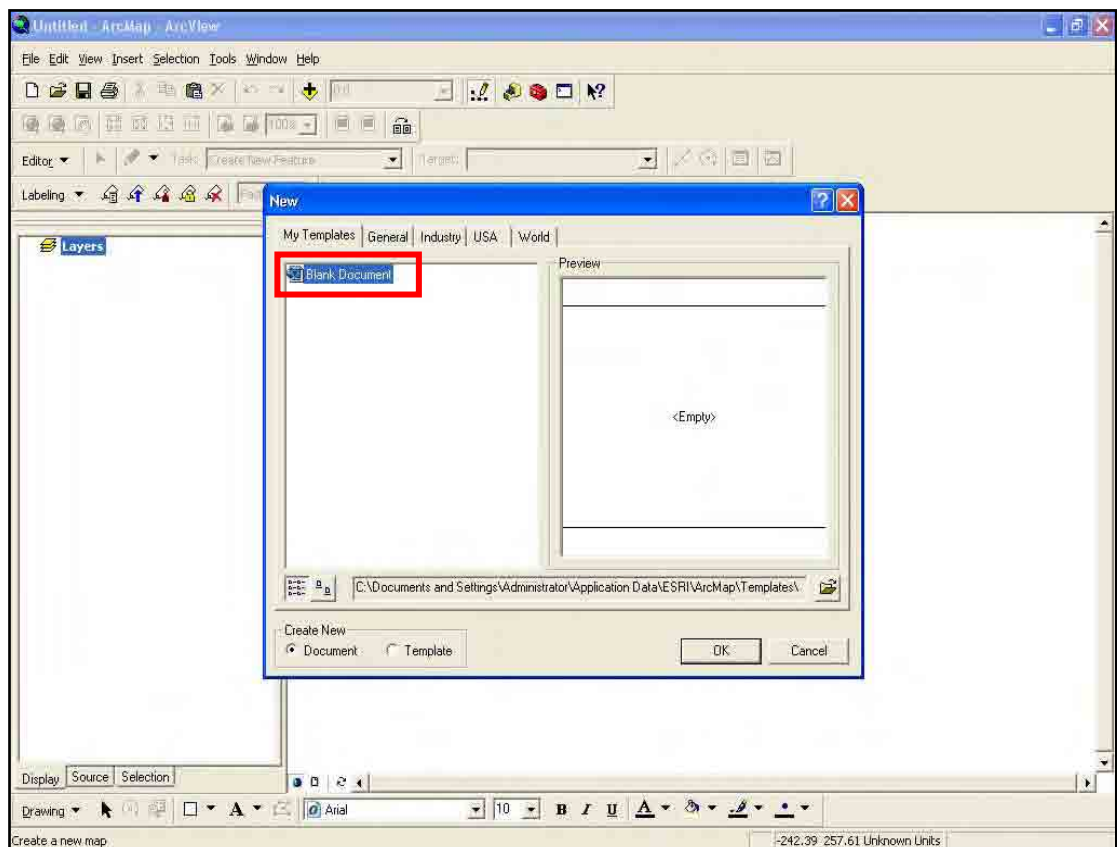 Untitled - ArcMap - ArcView
File Edit View Insert Selection Tools Window Help
100%
Editor Task: Create New Feature Target:
Labeling
Layers
New
My Templates General Industry USA World
Blank Document
Preview
<Empty>
C:\Documents and Settings\Administrator\Application Data\ESRI\ArcMap\Templates\
Create New
Document Template
OK Cancel
Display Source Selection
Drawing A Arial 10 B I U A
Create a new map
-242.39 257.61 Unknown Units